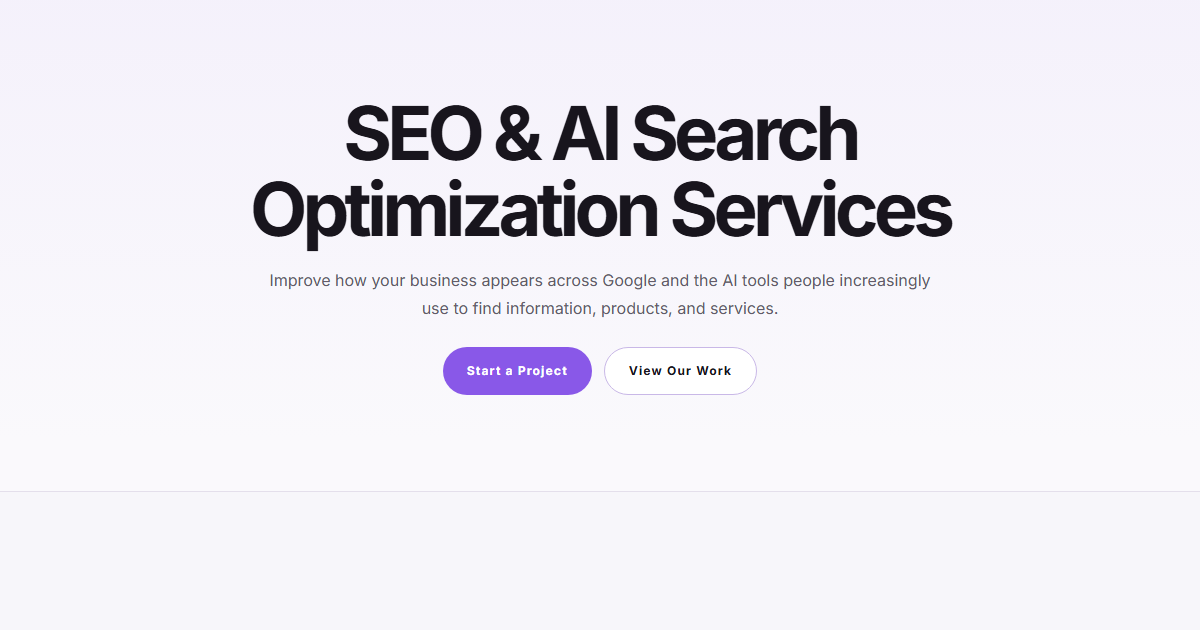 SEO & AI Search
Optimization Services
Improve how your business appears across Google and the AI tools people increasingly
use to find information, products, and services.
Start a Project
View Our Work